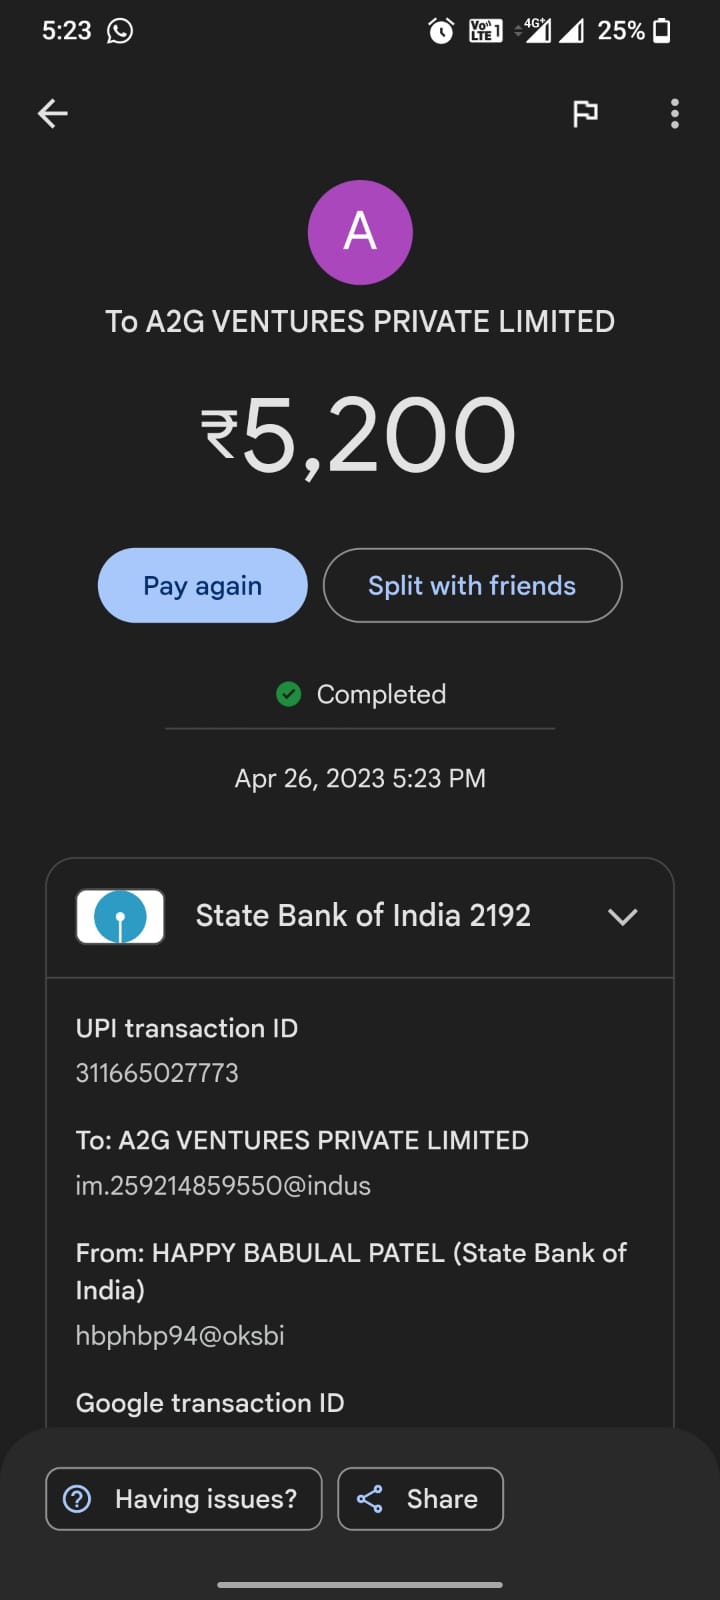 5:23 VoLTE 1 4G+ 25%
A
To A2G VENTURES PRIVATE LIMITED
₹5,200
Pay again Split with friends
Completed
Apr 26, 2023 5:23 PM
State Bank of India 2192
UPI transaction ID
311665027773
To: A2G VENTURES PRIVATE LIMITED
im.259214859550@indus
From: HAPPY BABULAL PATEL (State Bank of
India)
hbphbp94@oksbi
Google transaction ID
Having issues? Share